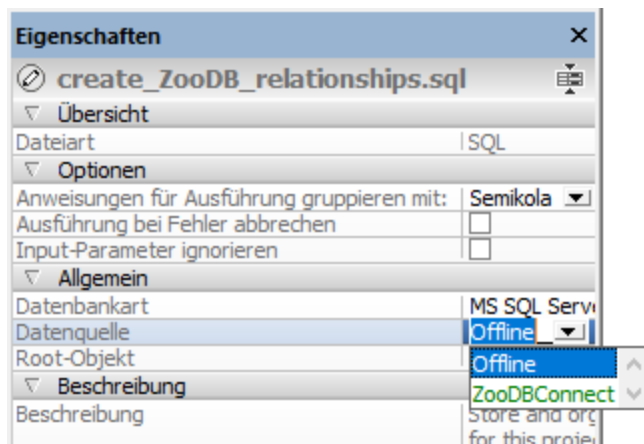 Eigenschaften
create_ZooDB_relationships.sql
Übersicht
Dateiart SQL
Optionen
Anweisungen für Ausführung gruppieren mit: Semikola
Ausführung bei Fehler abbrechen
Input-Parameter ignorieren
Allgemein
Datenbankart MS SQL Serv
Datenquelle Offline
Root-Objekt Offline
ZooDBConnect
Beschreibung
Beschreibung Store and org
for this proje